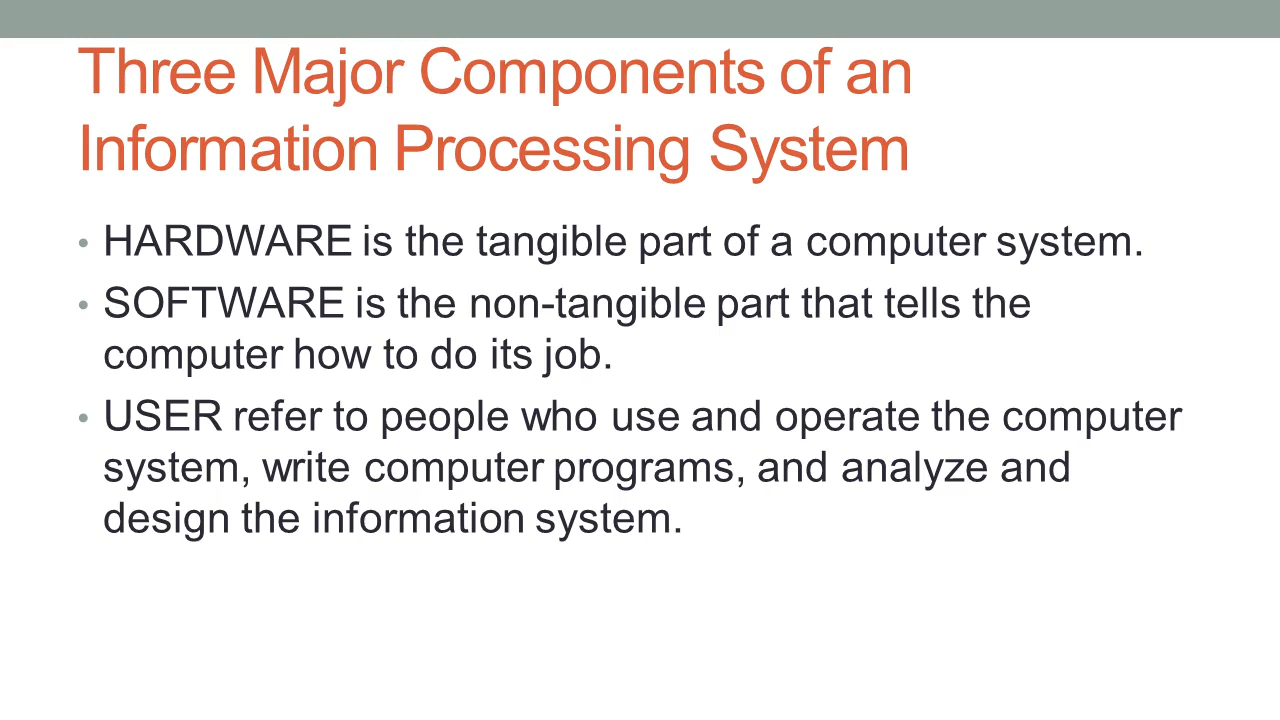 Three Major Components of an
Information Processing System
• HARDWARE is the tangible part of a computer system.
• SOFTWARE is the non-tangible part that tells the
computer how to do its job.
• USER refer to people who use and operate the computer
system, write computer programs, and analyze and
design the information system.